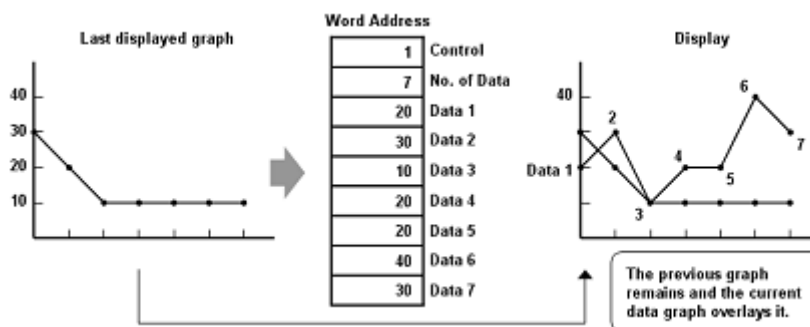 Last displayed graph
40
30
20
10
Word Address
1 Control
7 No. of Data
20 Data 1
30 Data 2
10 Data 3
20 Data 4
20 Data 5
40 Data 6
30 Data 7
Display
40
Data 1
2
3
4
5
6
7
The previous graph
remains and the current
data graph overlays it.